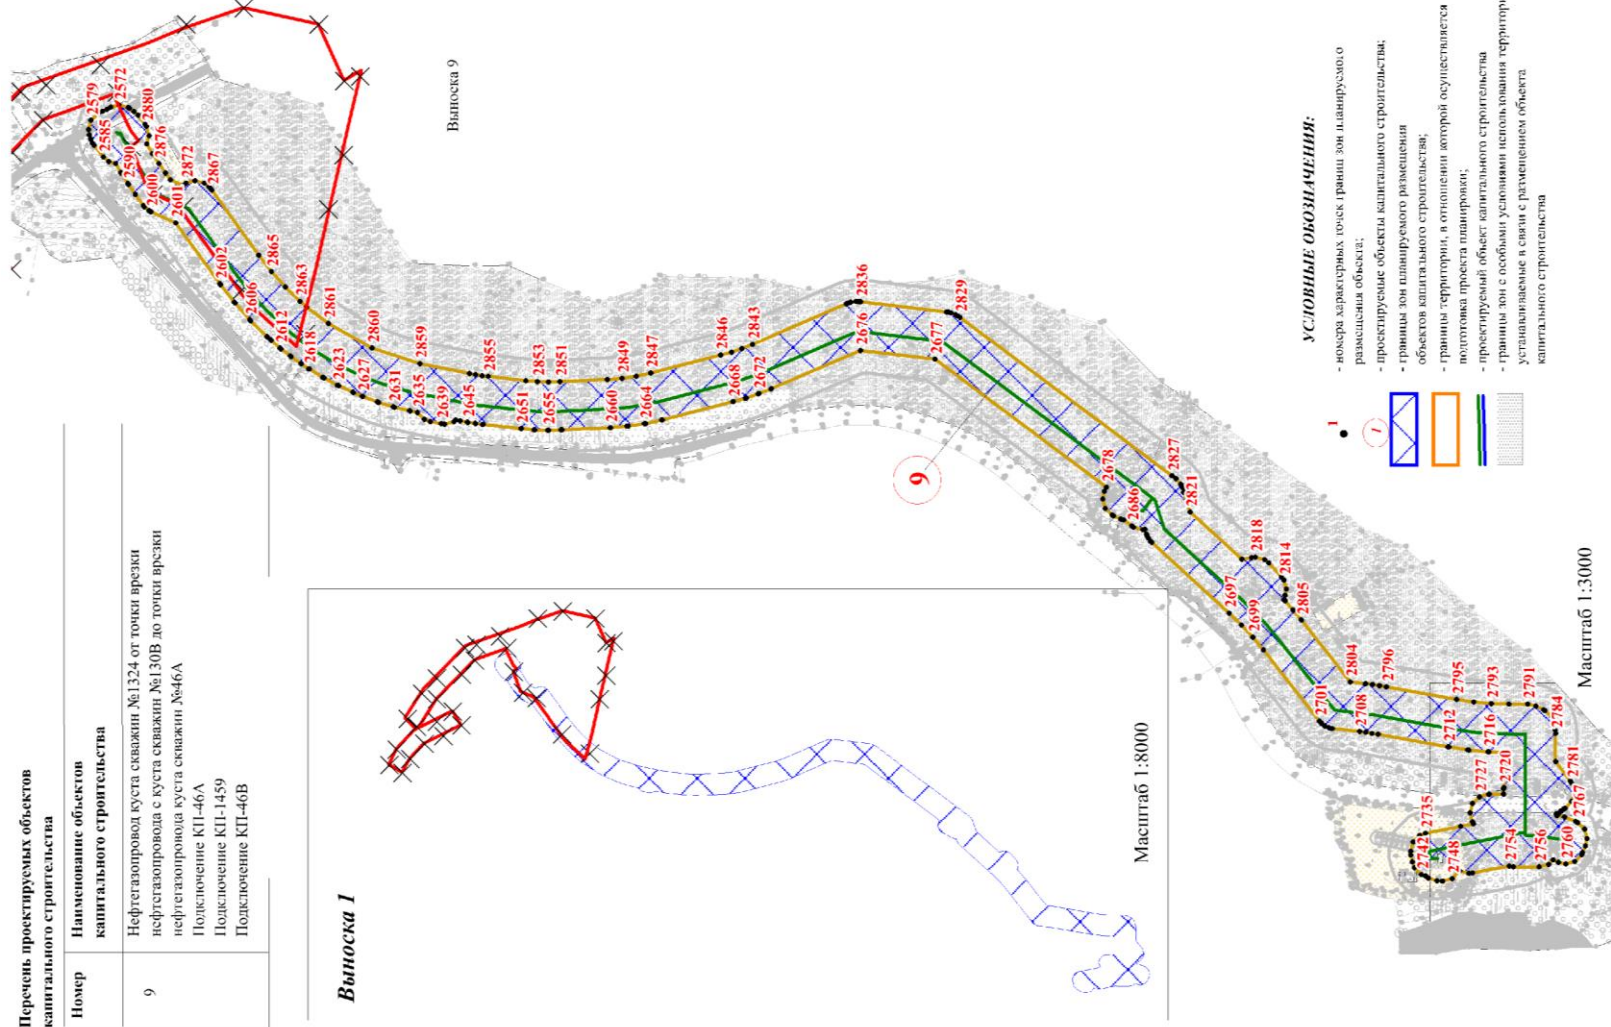 Перечень проектируемых объектов
капитального строительства
Номер
Наименование объектов
капитального строительства
9
Нефтегазопровод куста скважин №1324 от точки врезки
нефтегазопровода с куста скважин №130В до точки врезки
нефтегазопровода куста скважин №46А
Подключение КП-46А
Подключение КП-1459
Подключение КП-46В
Выноска 1
Масштаб 1:8000
Выноска 9
2579
2572
2585
2880
2590
2876
2600
2872
2601
2867
2602
2865
2606
2863
2612
2861
2618
2860
2623
2859
2627
2631
2855
2635
2639
2853
2645
2851
2651
2849
2655
2847
2660
2846
2664
2843
2668
2672
2836
2676
2829
2677
9
2678
2827
2686
2821
2818
2814
2697
2805
2699
2804
2796
2701
2795
2708
2793
2712
2791
2716
2784
2720
2781
2727
2767
2735
2760
2742
2756
2748
2754
Масштаб 1:3000
УСЛОВНЫЕ ОБОЗНАЧЕНИЯ:
1
- номера характерных точек границ зон планируемого
размещения объекта;
1
- проектируемые объекты капитального строительства;
- границы зон планируемого размещения
объектов капитального строительства;
- границы территории, в отношении которой осуществляется
подготовка проекта планировки;
- проектируемый объект капитального строительства
- границы зон с особыми условиями использования
устанавливаемые в связи с размещением объекта
капитального строительства